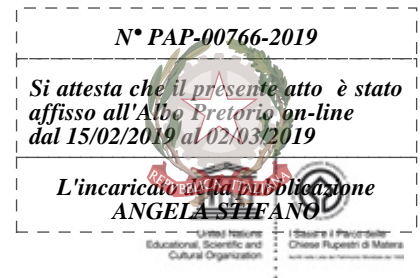 N° PAP-00766-2019
Si attesta che il presente atto è stato
affisso all'Albo Pretorio on-line
dal 15/02/2019 al 02/03/2019
L'incaricato della pubblicazione
ANGELA STIFANO
REPVBBLICA ITALIANA
United Nations
Educational, Scientific and
Cultural Organization
I Sassi e il Parco delle
Chiese Rupestri di Matera